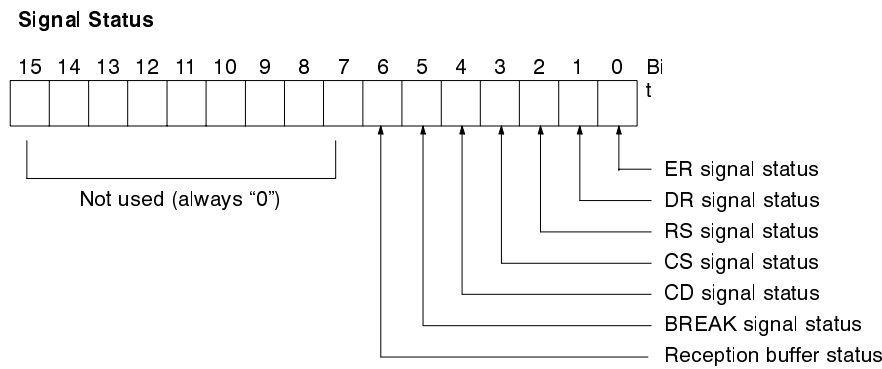 Signal Status
15 14 13 12 11 10 9 8 7 6 5 4 3 2 1 0 Bi
t
ER signal status
Not used (always “0”)
DR signal status
RS signal status
CS signal status
CD signal status
BREAK signal status
Reception buffer status